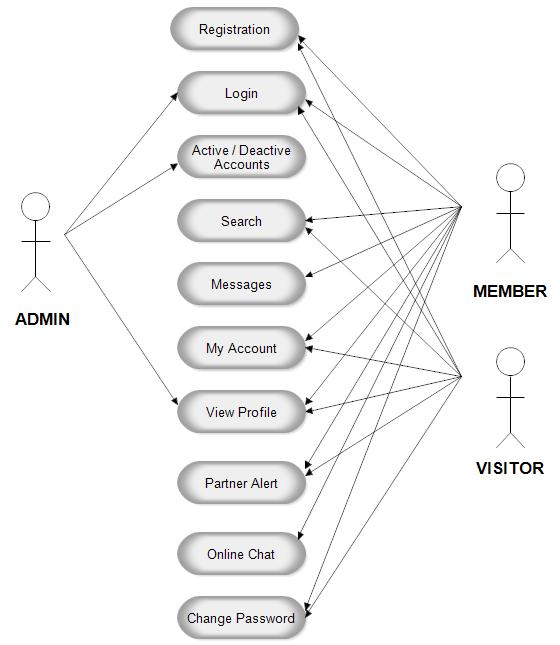 Registration
Login
Active / Deactive
Accounts
Search
Messages
My Account
View Profile
Partner Alert
Online Chat
Change Password
ADMIN
MEMBER
VISITOR